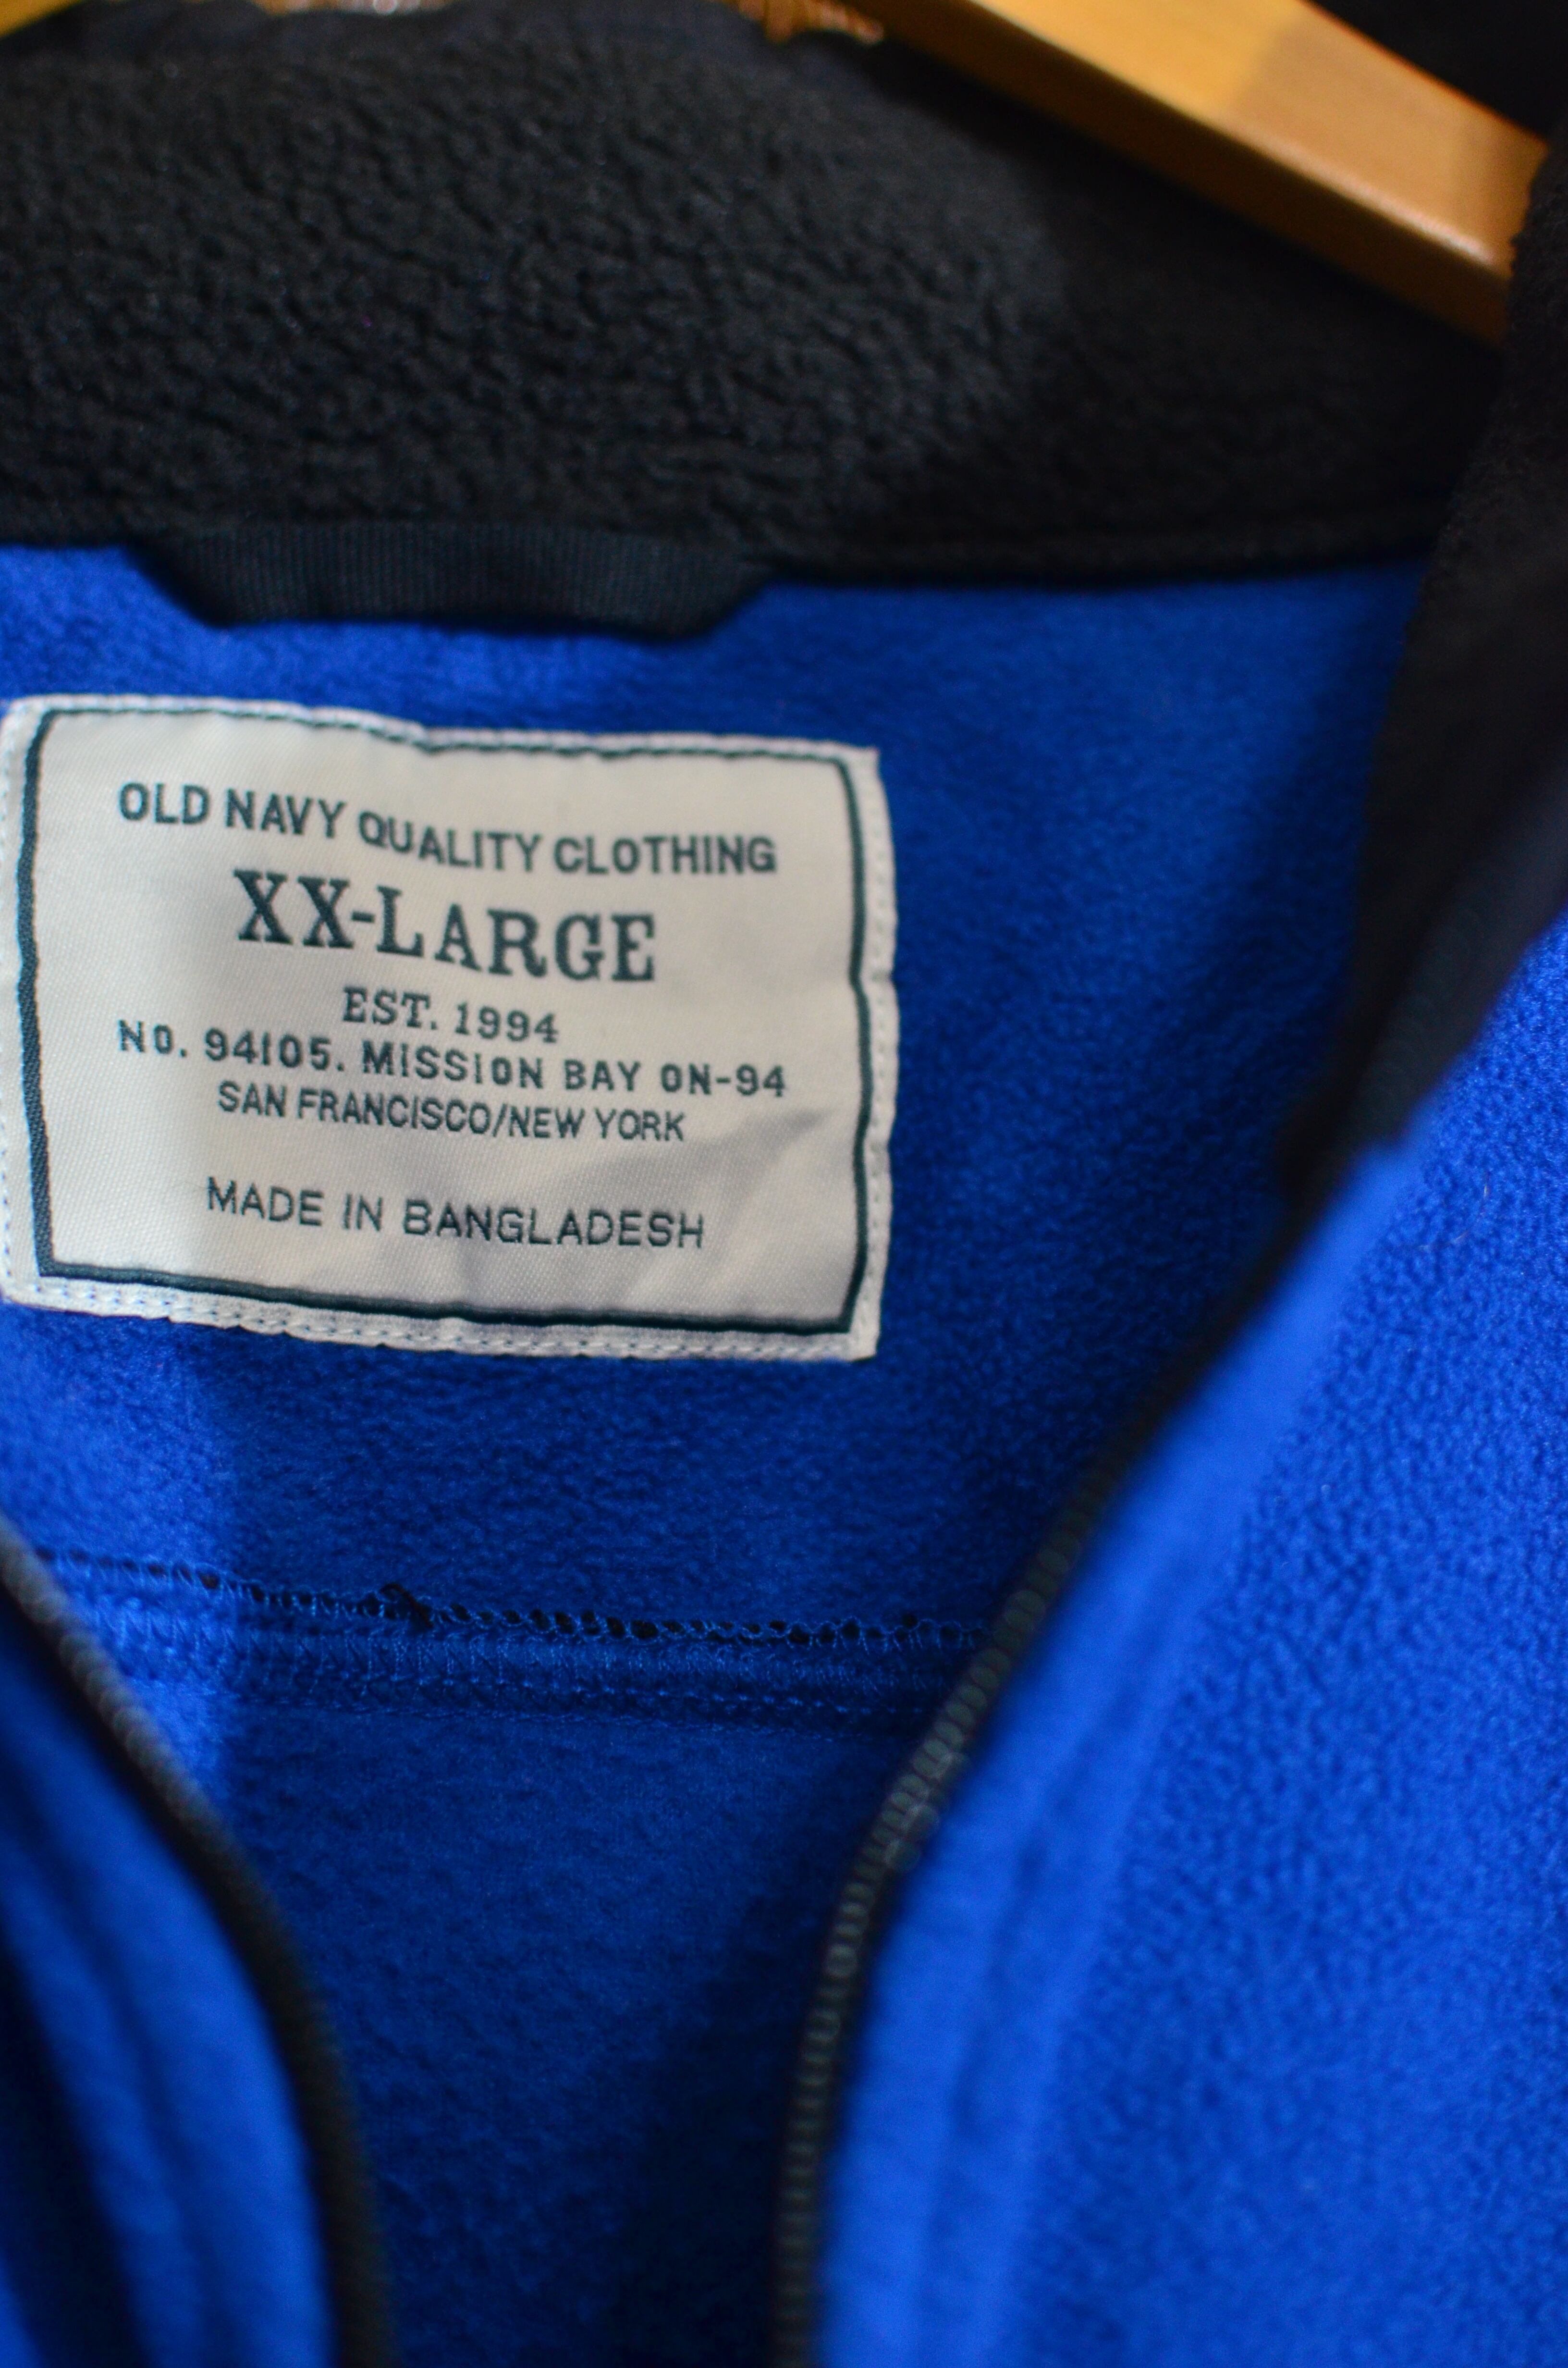 OLD NAVY QUALITY CLOTHING
XX-LARGE
EST. 1994
NO. 94105. MISSION BAY ON-94
SAN FRANCISCO/NEW YORK
MADE IN BANGLADESH